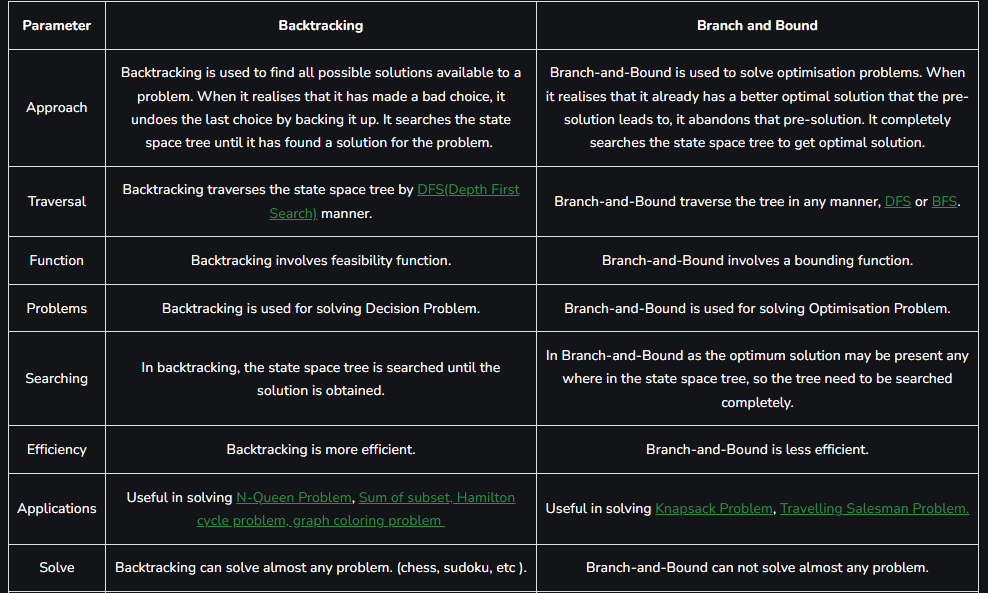 Parameter Backtracking Branch and Bound
Approach
Backtracking is used to find all possible solutions available to a
problem. When it realises that it has made a bad choice, it
undoes the last choice by backing it up. It searches the state
space tree until it has found a solution for the problem.
Branch-and-Bound is used to solve optimisation problems. When
it realises that it already has a better optimal solution that the pre-
solution leads to, it abandons that pre-solution. It completely
searches the state space tree to get optimal solution.
Traversal
Backtracking traverses the state space tree by DFS(Depth First
Search) manner.
Branch-and-Bound traverse the tree in any manner, DFS or BFS.
Function
Backtracking involves feasibility function.
Branch-and-Bound involves a bounding function.
Problems
Backtracking is used for solving Decision Problem.
Branch-and-Bound is used for solving Optimisation Problem.
Searching
In backtracking, the state space tree is searched until the
solution is obtained.
In Branch-and-Bound as the optimum solution may be present any
where in the state space tree, so the tree need to be searched
completely.
Efficiency
Backtracking is more efficient.
Branch-and-Bound is less efficient.
Applications
Useful in solving N-Queen Problem, Sum of subset, Hamilton
cycle problem, graph coloring problem
Useful in solving Knapsack Problem, Travelling Salesman Problem.
Solve
Backtracking can solve almost any problem. (chess, sudoku, etc ).
Branch-and-Bound can not solve almost any problem.